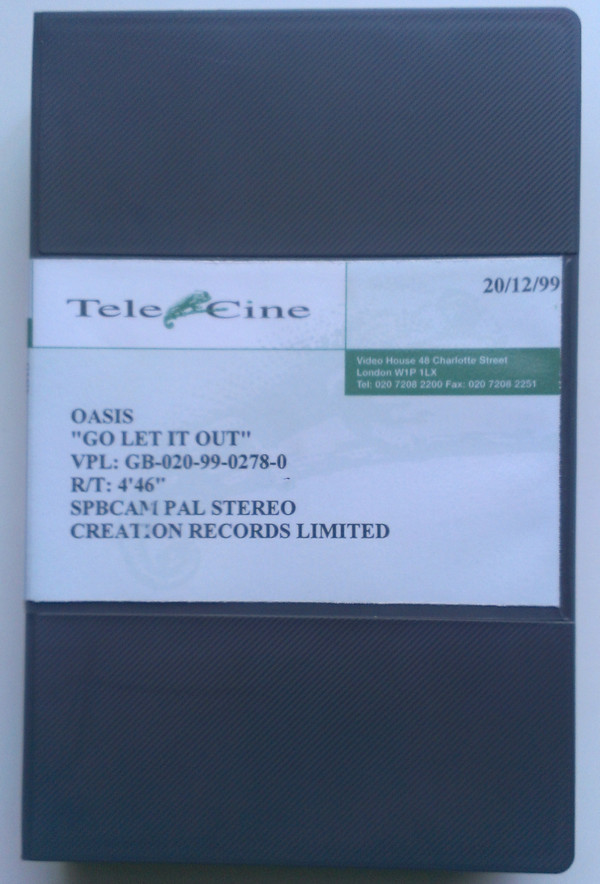 Tele Cine
20/12/99
Video House 48 Charlotte Street
London W1P 1LX
Tel: 020 7208 2200 Fax: 020 7208 2251
OASIS
"GO LET IT OUT"
VPL: GB-020-99-0278-0
R/T: 4'46"
SPBCAM PAL STEREO
CREATION RECORDS LIMITED